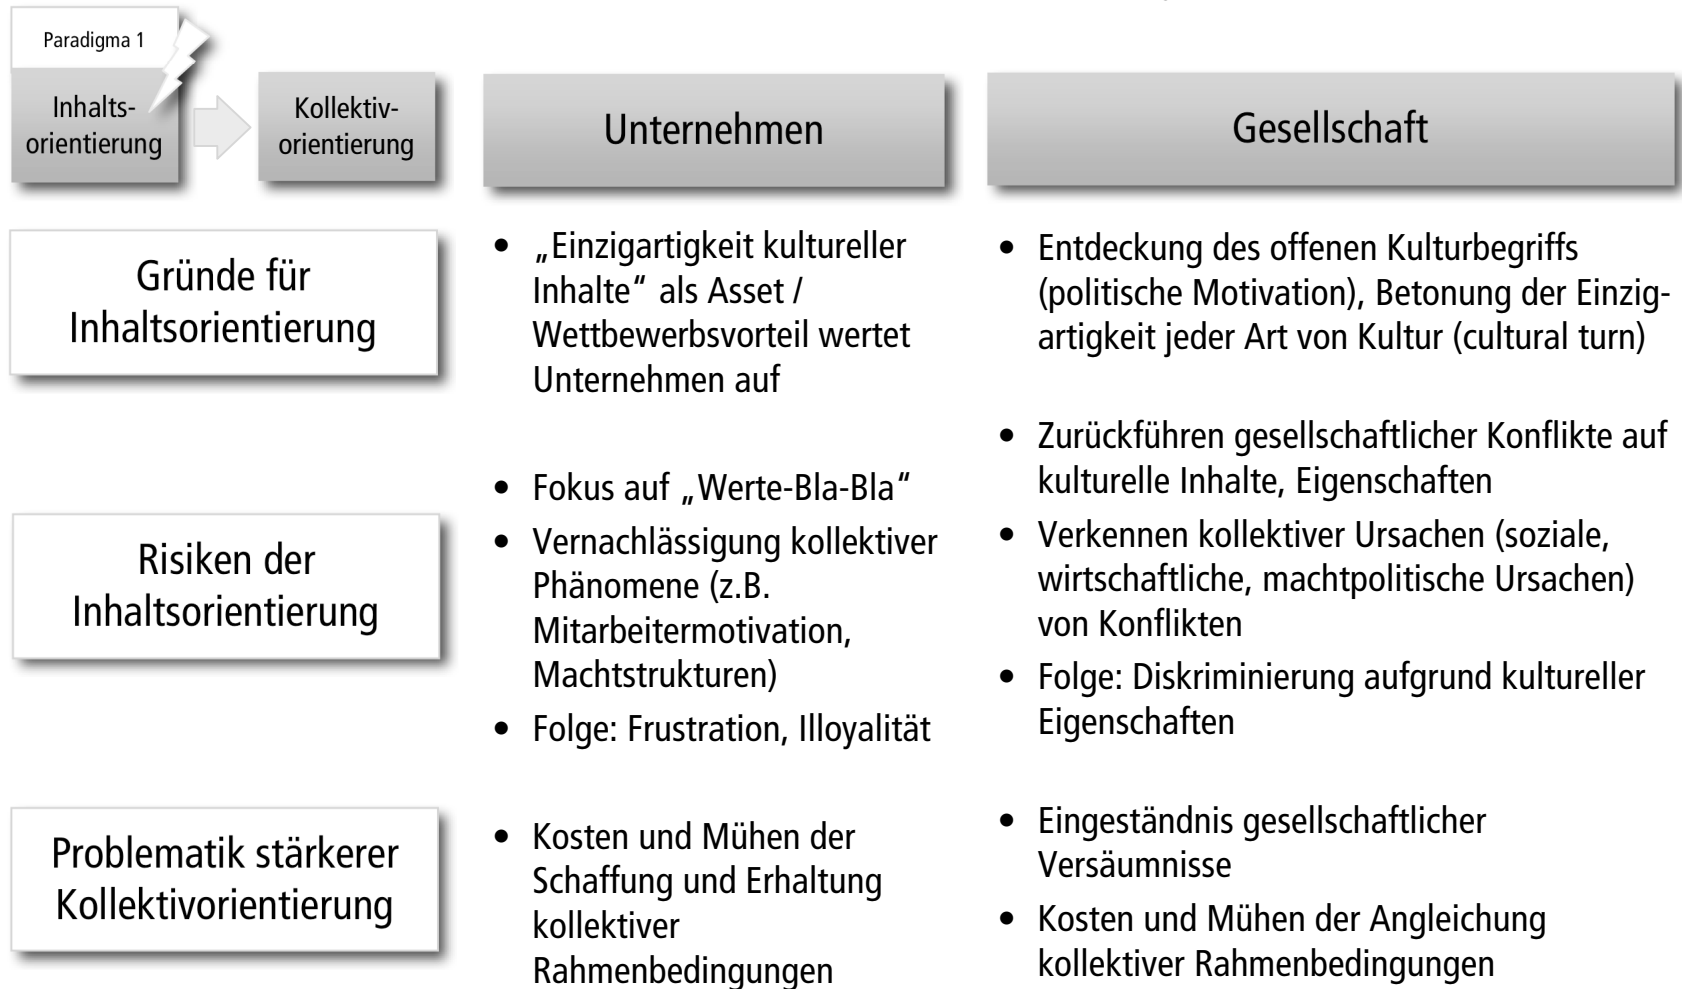 Paradigma 1
Inhalts-
orientierung
Kollektiv-
orientierung
Unternehmen
Gesellschaft
Gründe für
Inhaltsorientierung
• „Einzigartigkeit kultureller
Inhalte“ als Asset /
Wettbewerbsvorteil wertet
Unternehmen auf
• Entdeckung des offenen Kulturbegriffs
(politische Motivation), Betonung der Einzig-
artigkeit jeder Art von Kultur (cultural turn)
Risiken der
Inhaltsorientierung
• Fokus auf „Werte-Bla-Bla“
• Vernachlässigung kollektiver
Phänomene (z.B.
Mitarbeitermotivation,
Machtstrukturen)
• Folge: Frustration, Illoyalität
• Zurückführen gesellschaftlicher Konflikte auf
kulturelle Inhalte, Eigenschaften
• Verkennen kollektiver Ursachen (soziale,
wirtschaftliche, machtpolitische Ursachen)
von Konflikten
• Folge: Diskriminierung aufgrund kultureller
Eigenschaften
Problematik stärkerer
Kollektivorientierung
• Kosten und Mühen der
Schaffung und Erhaltung
kollektiver
Rahmenbedingungen
• Eingeständnis gesellschaftlicher
Versäumnisse
• Kosten und Mühen der Angleichung
kollektiver Rahmenbedingungen